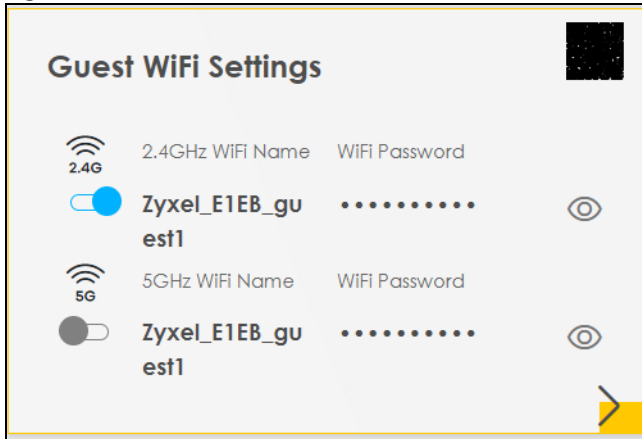 Guest WiFi Settings
2.4G
2.4GHz WiFi Name WiFi Password
Zyxel_E1EB_gu
est1
••••••••••
5G
5GHz WiFi Name WiFi Password
Zyxel_E1EB_gu
est1
••••••••••